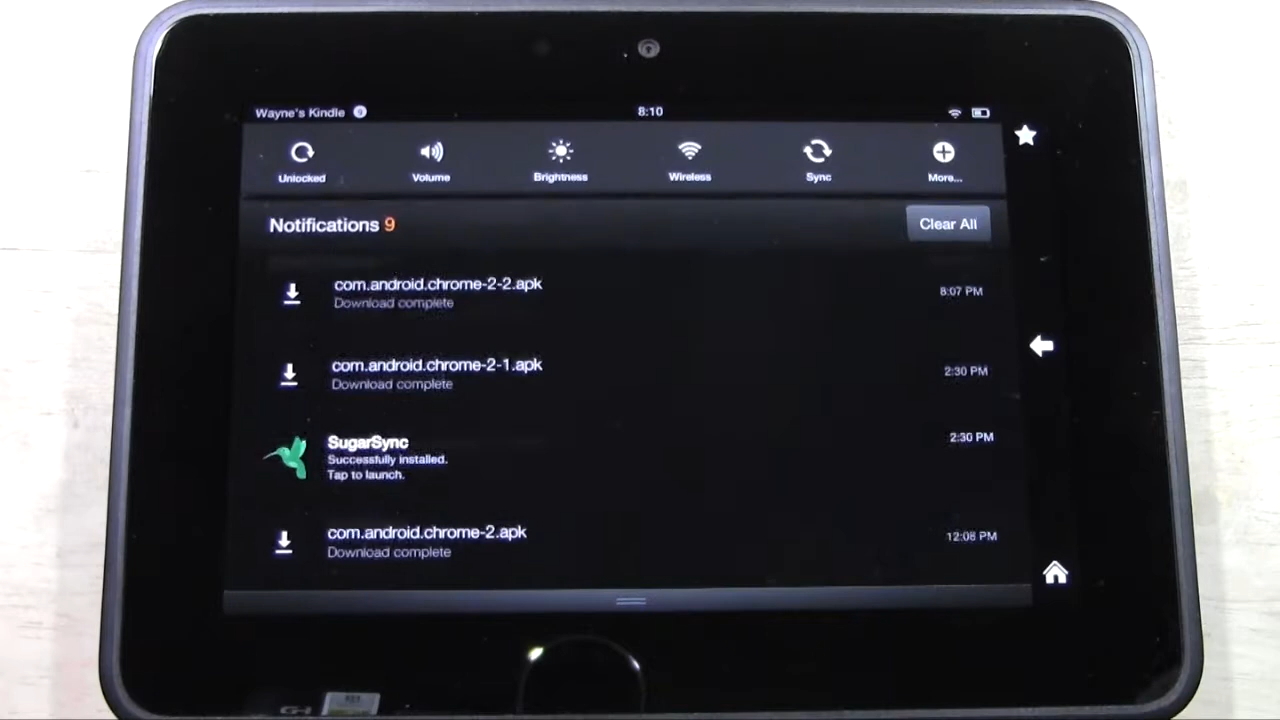 Wayne's Kindle 9 8:10
Unlocked Volume Brightness Wireless Sync More...
Notifications 9 Clear All
com.android.chrome-2-2.apk
Download complete
8:07 PM
com.android.chrome-2-1.apk
Download complete
2:30 PM
SugarSync
Successfully installed.
Tap to launch.
2:30 PM
com.android.chrome-2.apk
Download complete
12:08 PM